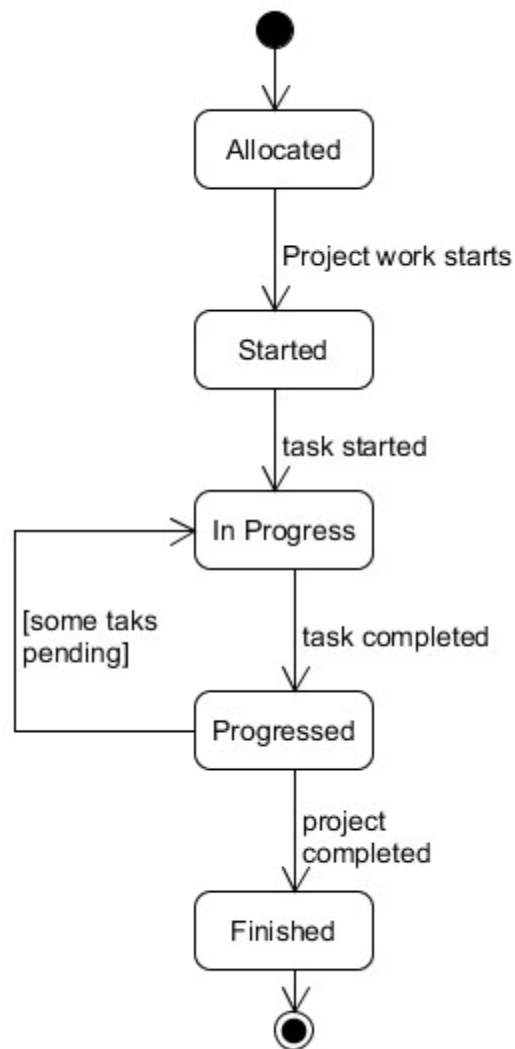 Allocated
Project work starts
Started
task started
In Progress
[some taks
pending]
task completed
Progressed
project
completed
Finished